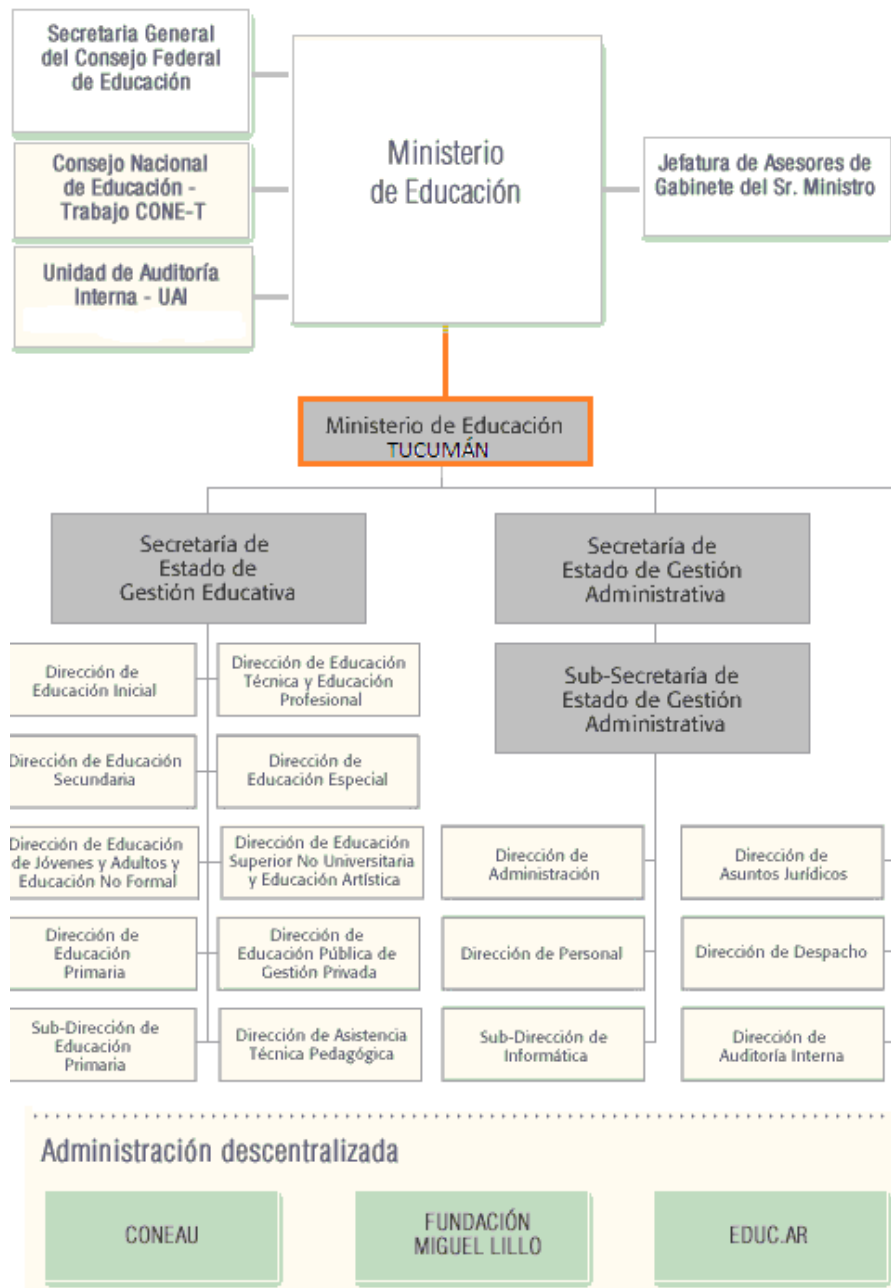 Secretaria General
del Consejo Federal
de Educación
Consejo Nacional
de Educación -
Trabajo CONE-T
Unidad de Auditoría
Interna - UAI
Ministerio
de Educación
Jefatura de Asesores de
Gabinete del Sr. Ministro
Ministerio de Educación
TUCUMÁN
Secretaría de
Estado de
Gestión Educativa
Secretaría de
Estado de Gestión
Administrativa
Sub-Secretaría de
Estado de Gestión
Administrativa
Dirección de
Educación Inicial
Dirección de Educación
Técnica y Educación
Profesional
Dirección de Educación
Secundaria
Dirección de
Educación Especial
Dirección de Educación
de Jóvenes y Adultos y
Educación No Formal
Dirección de Educación
Superior No Universitaria
y Educación Artística
Dirección de
Educación
Primaria
Dirección de
Educación Pública de
Gestión Privada
Sub-Dirección de
Educación
Primaria
Dirección de Asistencia
Técnica Pedagógica
Dirección de
Administración
Dirección de
Asuntos Jurídicos
Dirección de Personal
Dirección de Despacho
Sub-Dirección de
Informática
Dirección de
Auditoría Interna
Administración descentralizada
CONEAU
FUNDACIÓN
MIGUEL LILLO
EDUC.AR